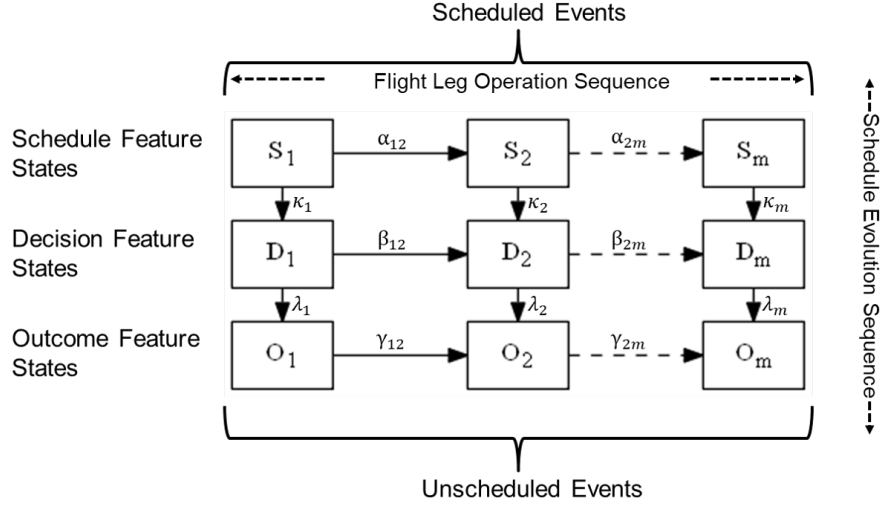 Scheduled Events
Flight Leg Operation Sequence
Schedule Feature
States
S₁
α₁₂
S₂
α₂ₘ
Sₘ
κ₁
κ₂
κₘ
Decision Feature
States
D₁
β₁₂
D₂
β₂ₘ
Dₘ
λ₁
λ₂
λₘ
Outcome Feature
States
O₁
γ₁₂
O₂
γ₂ₘ
Oₘ
Schedule Evolution Sequence
Unscheduled Events